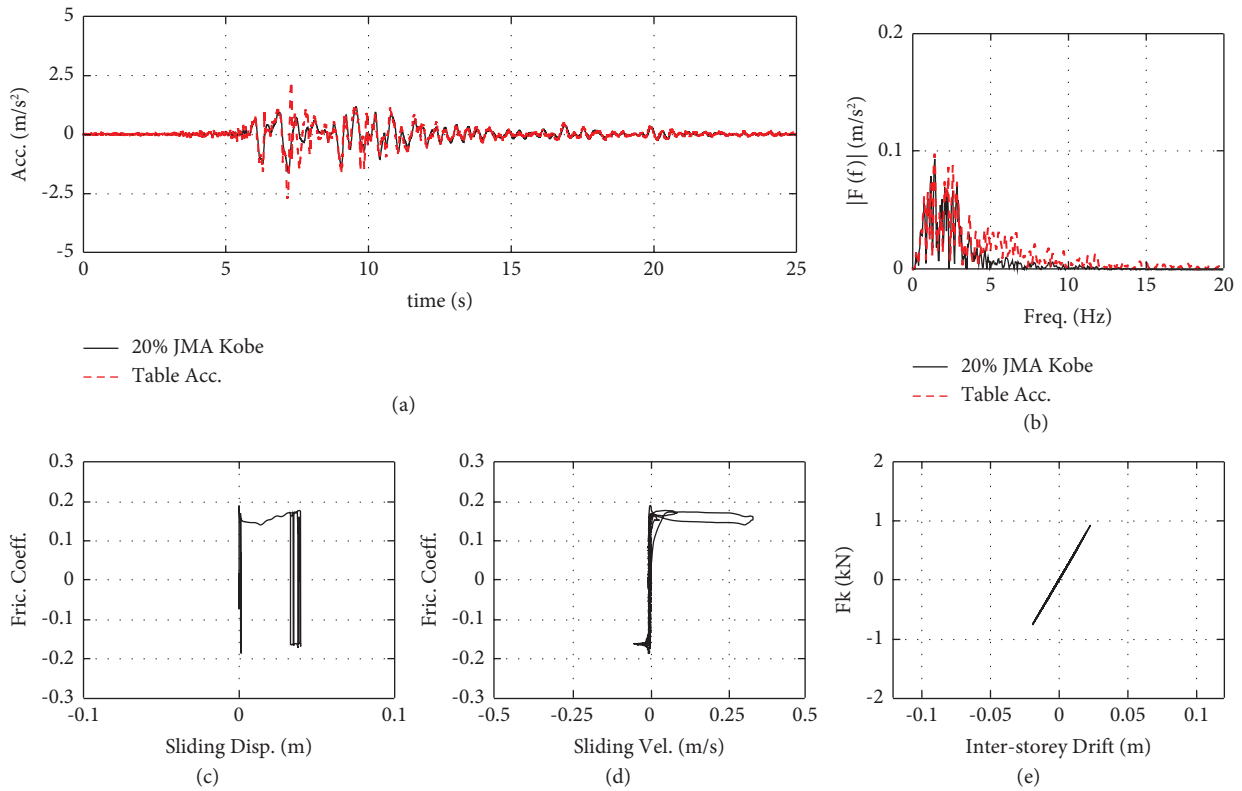 5
2.5
0
-2.5
-5
Acc. (m/s²)
0 5 10 15 20 25
time (s)
20% JMA Kobe
Table Acc.
(a)
0.2
0.1
0
|F (f)| (m/s²)
0 5 10 15 20
Freq. (Hz)
20% JMA Kobe
Table Acc.
(b)
0.3
0.2
0.1
0
-0.1
-0.2
-0.3
Fric. Coeff.
-0.1 0 0.1
Sliding Disp. (m)
(c)
0.3
0.2
0.1
0
-0.1
-0.2
-0.3
Fric. Coeff.
-0.5 -0.25 0 0.25 0.5
Sliding Vel. (m/s)
(d)
2
1
0
-1
-2
Fk (kN)
-0.1 -0.05 0 0.05 0.1
Inter-storey Drift (m)
(e)